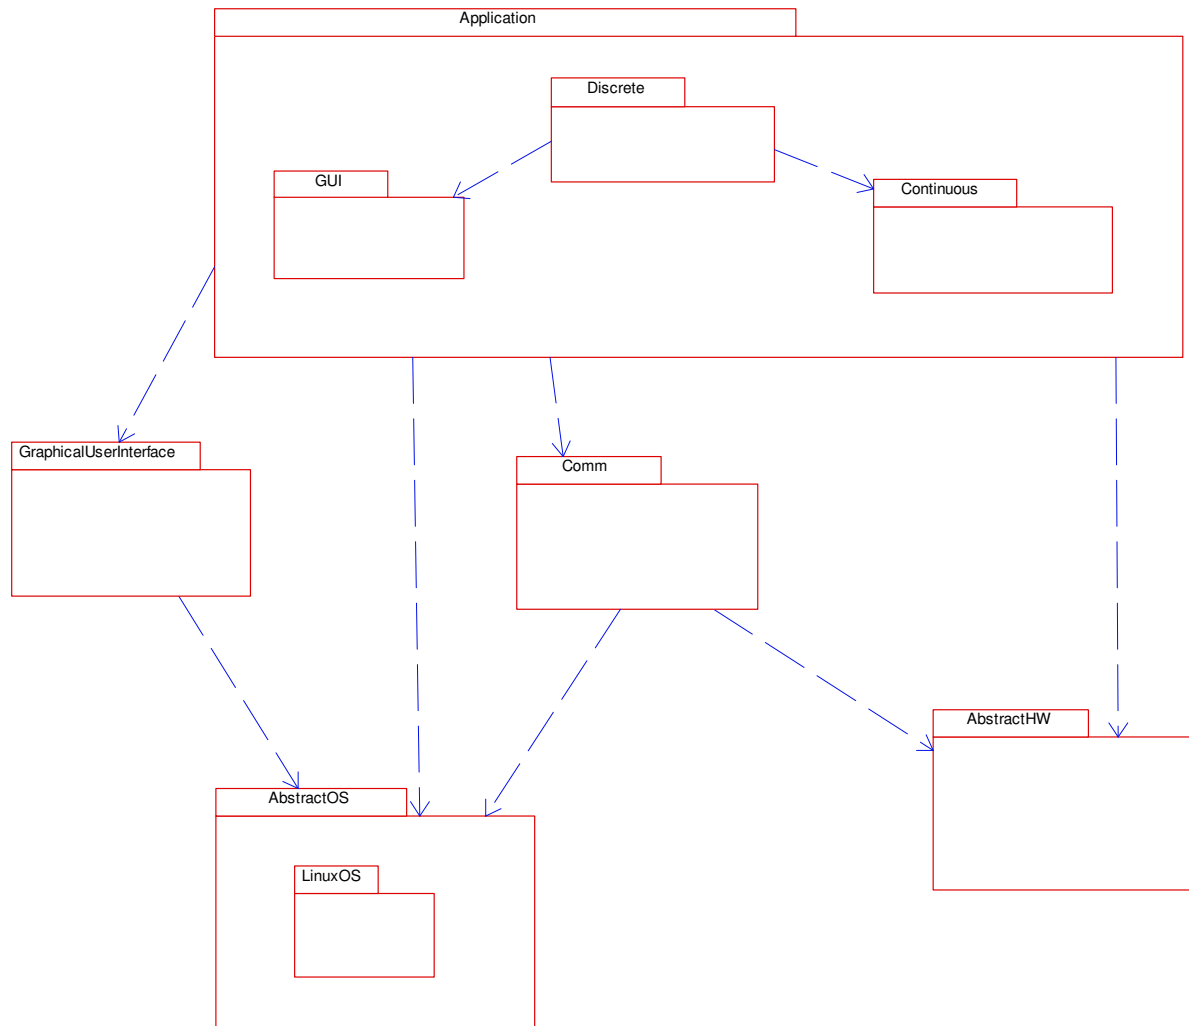 Application
Discrete
GUI
Continuous
GraphicalUserInterface
Comm
AbstractHW
AbstractOS
LinuxOS